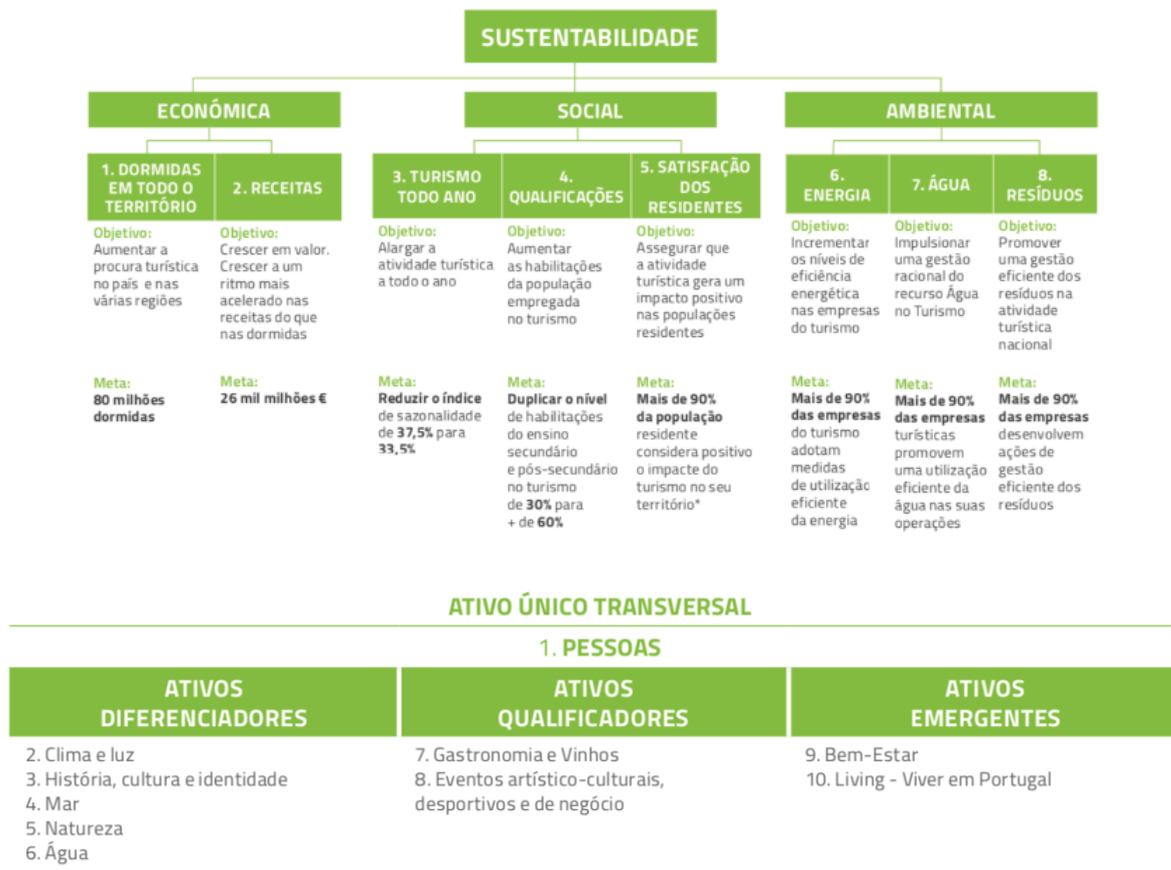 SUSTENTABILIDADE
ECONÓMICA
SOCIAL
AMBIENTAL
1. DORMIDAS
EM TODO O
TERRITÓRIO
Objetivo:
Aumentar a
procura turística
no país e nas
várias regiões
Meta:
80 milhões
dormidas
2. RECEITAS
Objetivo:
Crescer em valor.
Crescer a um
ritmo mais
acelerado nas
receitas do que
nas dormidas
Meta:
26 mil milhões €
3. TURISMO
TODO ANO
Objetivo:
Alargar a
atividade turística
a todo o ano
Meta:
Reduzir o índice
de sazonalidade
de 37,5% para
33,5%
4.
QUALIFICAÇÕES
Objetivo:
Aumentar
as habilitações
da população
empregada
no turismo
Meta:
Duplicar o nível
de habilitações
do ensino
secundário
e pós-secundário
no turismo
de 30% para
+ de 60%
5. SATISFAÇÃO
DOS
RESIDENTES
Objetivo:
Assegurar que
a atividade
turística gera um
impacto positivo
nas populações
residentes
Meta:
Mais de 90%
da população
residente
considera positivo
o impacte do
turismo no seu
território*
6.
ENERGIA
Objetivo:
Incrementar
os níveis de
eficiência
energética
nas empresas
do turismo
Meta:
Mais de 90%
das empresas
do turismo
adotam
medidas
de utilização
eficiente
da energia
7. ÁGUA
Objetivo:
Impulsionar
uma gestão
racional do
recurso Água
no Turismo
Meta:
Mais de 90%
das empresas
turísticas
promovem
uma utilização
eficiente da
água nas suas
operações
8.
RESÍDUOS
Objetivo:
Promover
uma gestão
eficiente dos
resíduos na
atividade
turística
nacional
Meta:
Mais de 90%
das empresas
desenvolvem
ações de
gestão
eficiente dos
resíduos
ATIVO ÚNICO TRANSVERSAL
1. PESSOAS
ATIVOS
DIFERENCIADORES
2. Clima e luz
3. História, cultura e identidade
4. Mar
5. Natureza
6. Água
ATIVOS
QUALIFICADORES
7. Gastronomia e Vinhos
8. Eventos artístico-culturais,
desportivos e de negócio
ATIVOS
EMERGENTES
9. Bem-Estar
10. Living - Viver em Portugal